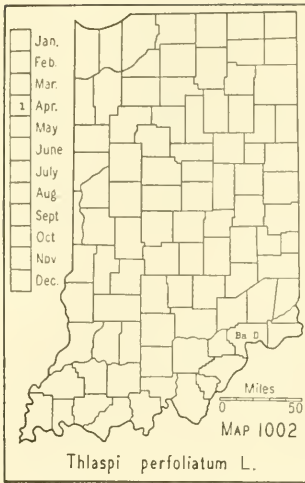 Jan.
Feb.
Mar.
1 Apr.
May
June
July
Aug.
Sept
Oct
Nov
Dec.
Ba D
Miles
0 50
MAP 1002
Thlaspi perfoliatum L.